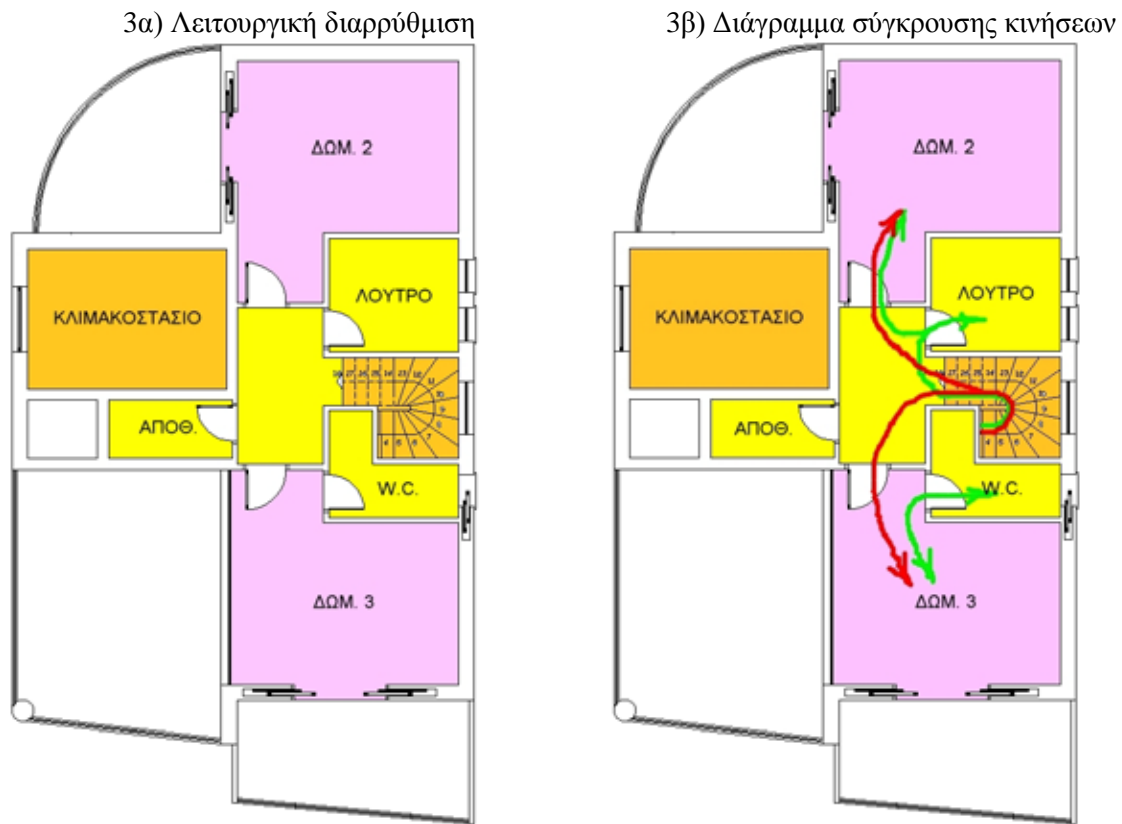 3α) Λειτουργική διαρρύθμιση
3β) Διάγραμμα σύγκρουσης κινήσεων
ΔΩΜ. 2
ΛΟΥΤΡΟ
ΚΛΙΜΑΚΟΣΤΑΣΙΟ
ΑΠΟΘ.
W.C.
ΔΩΜ. 3
ΔΩΜ. 2
ΛΟΥΤΡΟ
ΚΛΙΜΑΚΟΣΤΑΣΙΟ
ΑΠΟΘ.
W.C.
ΔΩΜ. 3